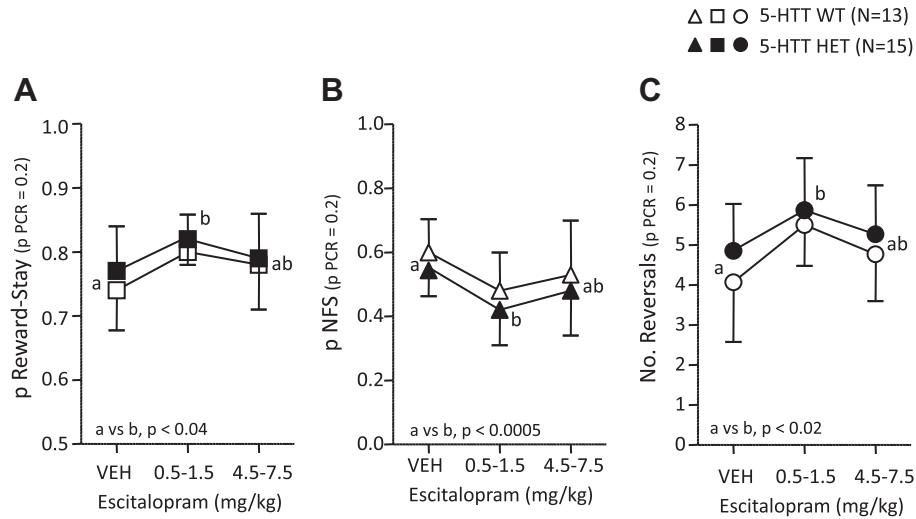 5-HTT WT (N=13)
5-HTT HET (N=15)
A
p Reward-Stay (p PCR = 0.2)
1.0
0.9
0.8
0.7
0.6
0.5
a
b
ab
a vs b, p < 0.04
VEH 0.5-1.5 4.5-7.5
Escitalopram (mg/kg)
B
p NFS (p PCR = 0.2)
1.0
0.8
0.6
0.4
0.2
0.0
a
b
ab
a vs b, p < 0.0005
VEH 0.5-1.5 4.5-7.5
Escitalopram (mg/kg)
C
No. Reversals (p PCR = 0.2)
8
7
6
5
4
3
2
1
0
a
b
ab
a vs b, p < 0.02
VEH 0.5-1.5 4.5-7.5
Escitalopram (mg/kg)